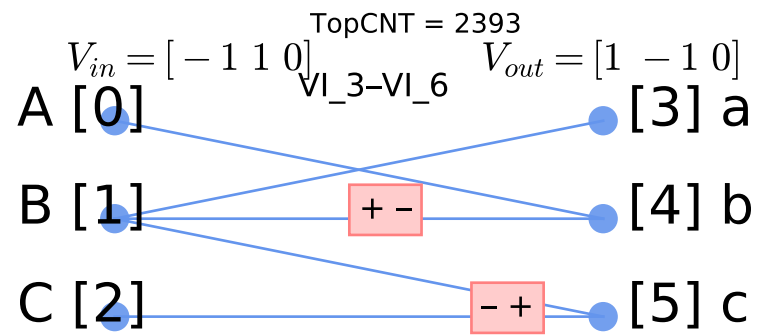 TopCNT = 2393
V_in = [ − 1 1 0] V_out = [1 − 1 0]
VI_3–VI_6
A [0] [3] a
B [1] + – [4] b
C [2] – + [5] c